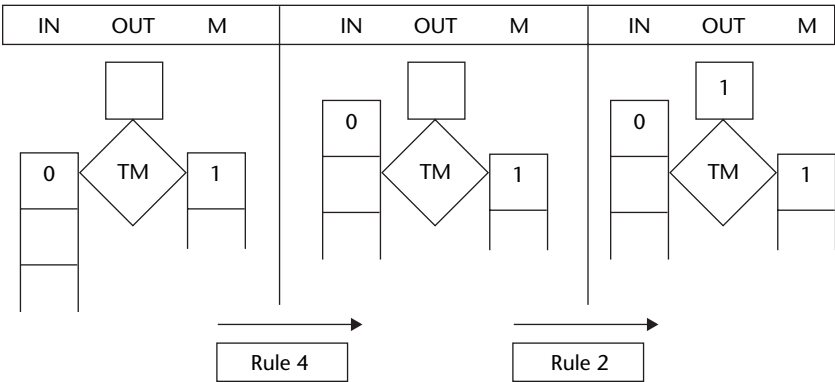 IN OUT M IN OUT M IN OUT M
1
0 0
0 TM 1 TM 1 TM 1
Rule 4 Rule 2